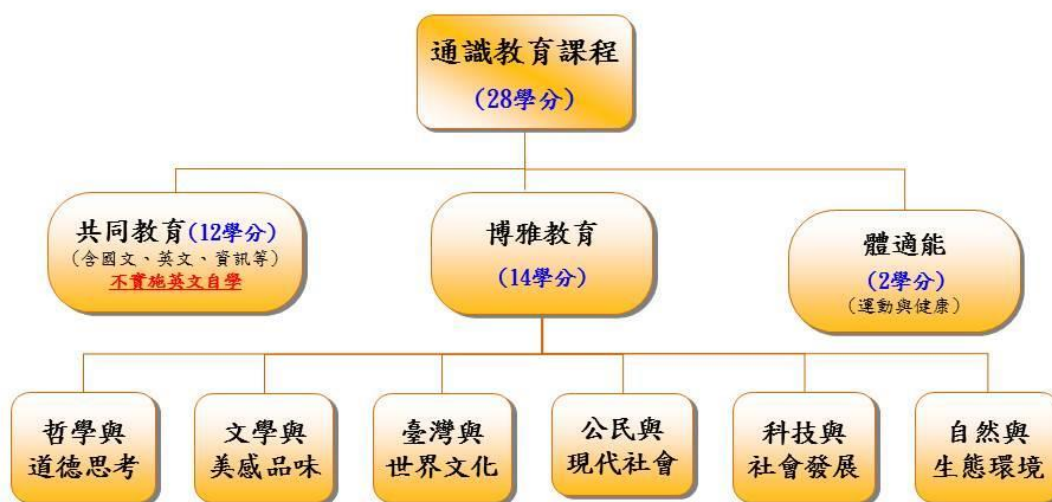 通識教育課程
(28學分)
共同教育(12學分)
(含國文、英文、資訊等)
不實施英文自學
博雅教育
(14學分)
體適能
(2學分)
(運動與健康)
哲學與
道德思考
文學與
美感品味
臺灣與
世界文化
公民與
現代社會
科技與
社會發展
自然與
生態環境